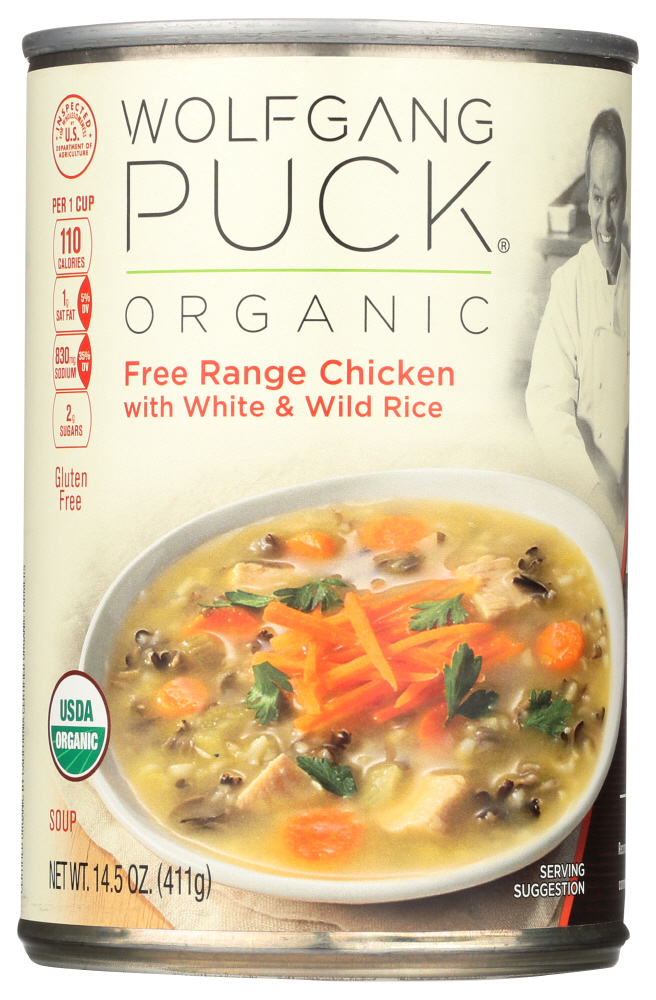 WOLFGANG
PUCK®
ORGANIC
Free Range Chicken
with White & Wild Rice
INSPECTED
FOR WHOLESOMENESS
BY
U.S.
DEPARTMENT OF
AGRICULTURE
PER 1 CUP
110
CALORIES
1g
SAT FAT
5%
DV
830mg
SODIUM
35%
DV
2g
SUGARS
Gluten
Free
USDA
ORGANIC
SOUP
NET WT. 14.5 OZ. (411g)
SERVING
SUGGESTION